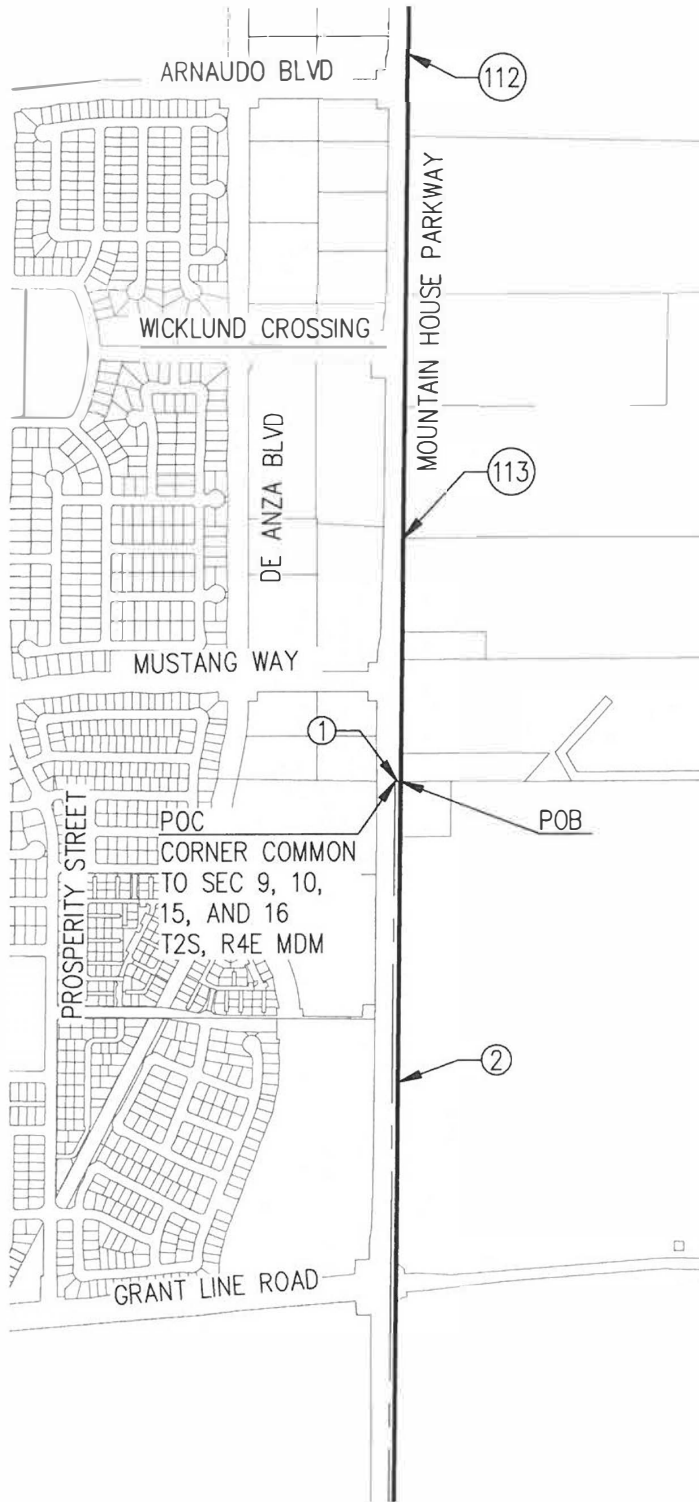 ARNAUDO BLVD
112
MOUNTAIN HOUSE PARKWAY
WICKLUND CROSSING
DE ANZA BLVD
113
MUSTANG WAY
1
POC
CORNER COMMON
TO SEC 9, 10,
15, AND 16
T2S, R4E MDM
POB
PROSPERITY STREET
2
GRANT LINE ROAD